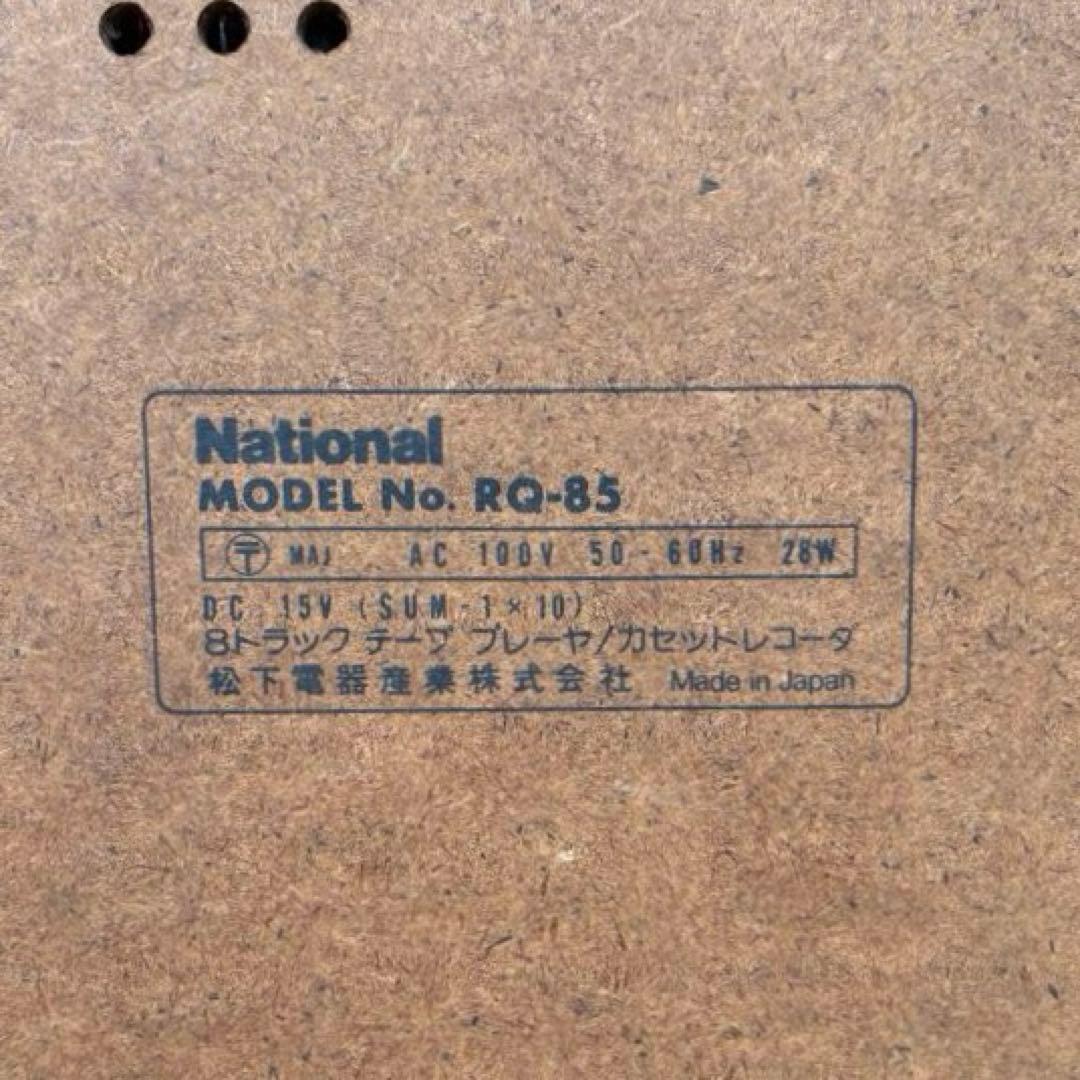 National
MODEL No. RQ-85
〒 MAJ AC 100V 50-60Hz 28W
DC 15V (SUM-1×10)
8トラック テープ プレーヤ/カセットレコーダ
松下電器産業株式会社 Made in Japan